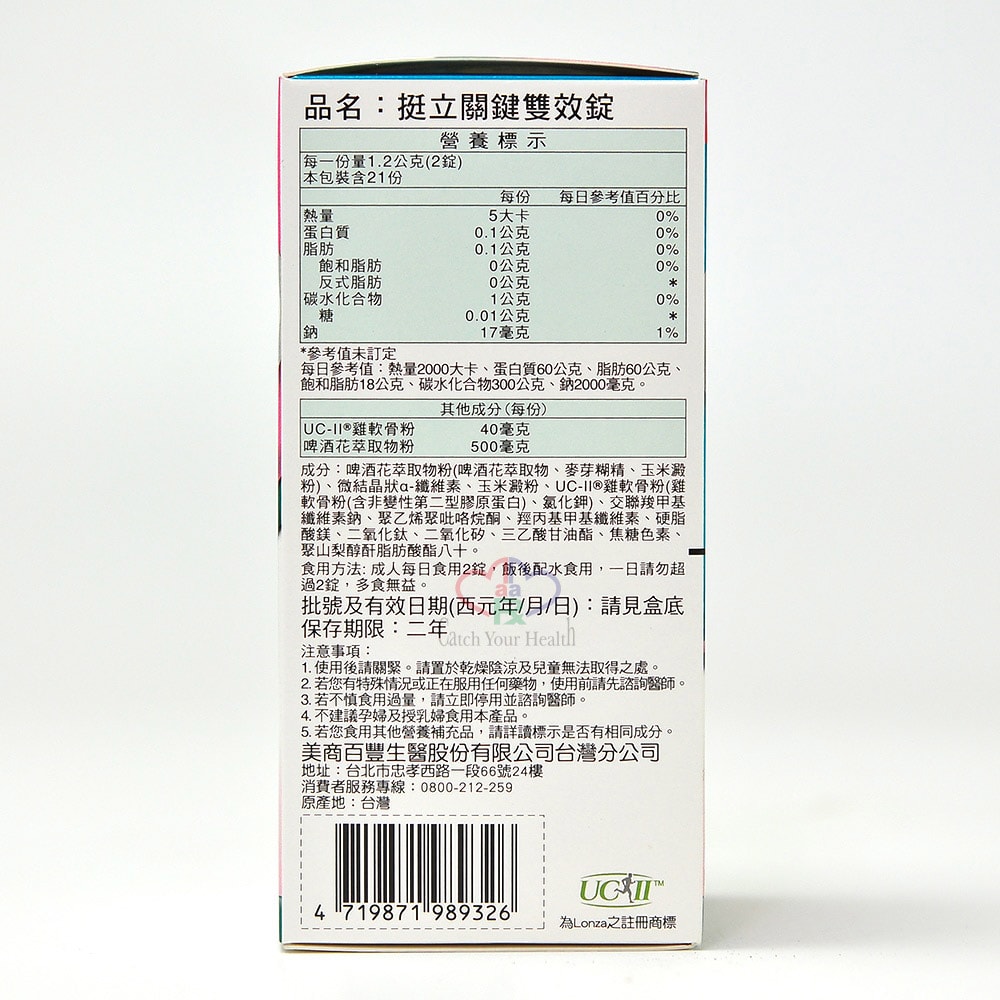 品名：挺立關鍵雙效錠
營養標示
每一份量1.2公克(2錠)
本包裝含21份
每份 每日參考值百分比
熱量 5大卡 0%
蛋白質 0.1公克 0%
脂肪 0.1公克 0%
飽和脂肪 0公克 0%
反式脂肪 0公克 *
碳水化合物 1公克 0%
糖 0.01公克 *
鈉 17毫克 1%
*參考值未訂定
每日參考值：熱量2000大卡、蛋白質60公克、脂肪60公克、
飽和脂肪18公克、碳水化合物300公克、鈉2000毫克。
其他成分(每份)
UC-II®雞軟骨粉 40毫克
啤酒花萃取物粉 500毫克
成分：啤酒花萃取物粉(啤酒花萃取物、麥芽糊精、玉米澱
粉)、微結晶狀α-纖維素、玉米澱粉、UC-II®雞軟骨粉(雞
軟骨粉(含非變性第二型膠原蛋白)、氯化鉀)、交聯羧甲基
纖維素鈉、聚乙烯聚吡咯烷酮、羥丙基甲基纖維素、硬脂
酸鎂、二氧化鈦、二氧化矽、三乙酸甘油酯、焦糖色素、
聚山梨醇酐脂肪酸酯八十。
食用方法: 成人每日食用2錠，飯後配水食用，一日請勿超
過2錠，多食無益。
批號及有效日期(西元年/月/日)：請見盒底
保存期限：二年
Catch Your Health
注意事項：
1. 使用後請關緊。請置於乾燥陰涼及兒童無法取得之處。
2. 若您有特殊情況或正在服用任何藥物，使用前請先諮詢醫師。
3. 若不慎食用過量，請立即停用並諮詢醫師。
4. 不建議孕婦及授乳婦食用本產品。
5. 若您食用其他營養補充品，請詳讀標示是否有相同成分。
美商百豐生醫股份有限公司台灣分公司
地址：台北市忠孝西路一段66號24樓
消費者服務專線：0800-212-259
原產地：台灣
4 719871 989326
UC-II™
為Lonza之註冊商標